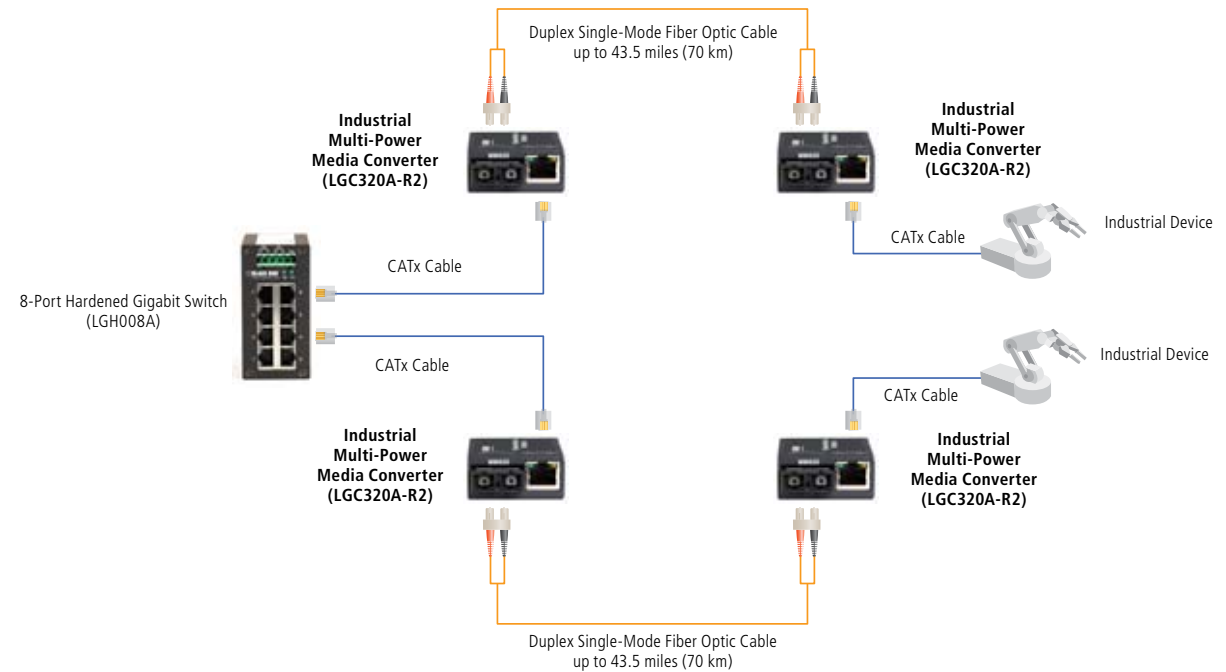 Duplex Single-Mode Fiber Optic Cable
up to 43.5 miles (70 km)
Industrial
Multi-Power
Media Converter
(LGC320A-R2)
Industrial
Multi-Power
Media Converter
(LGC320A-R2)
CATx Cable
Industrial Device
CATx Cable
8-Port Hardened Gigabit Switch
(LGH008A)
CATx Cable
Industrial Device
CATx Cable
Industrial
Multi-Power
Media Converter
(LGC320A-R2)
Industrial
Multi-Power
Media Converter
(LGC320A-R2)
Duplex Single-Mode Fiber Optic Cable
up to 43.5 miles (70 km)